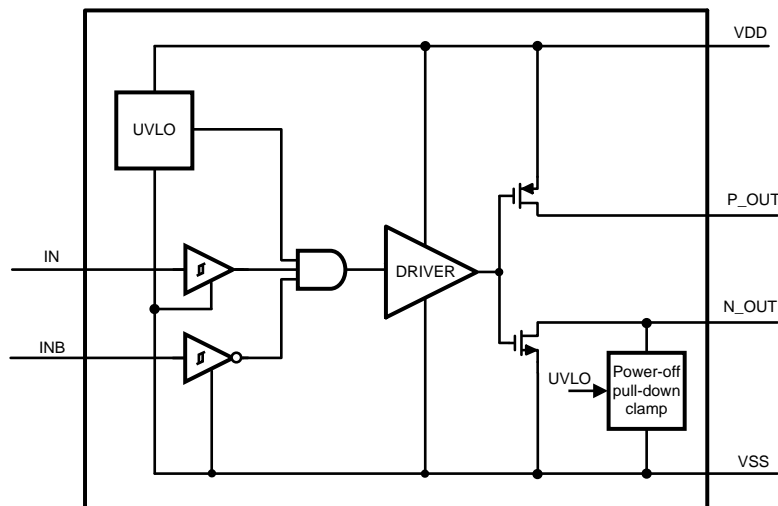 VDD
UVLO
P_OUT
IN
DRIVER
N_OUT
INB
UVLO
Power-off
pull-down
clamp
VSS